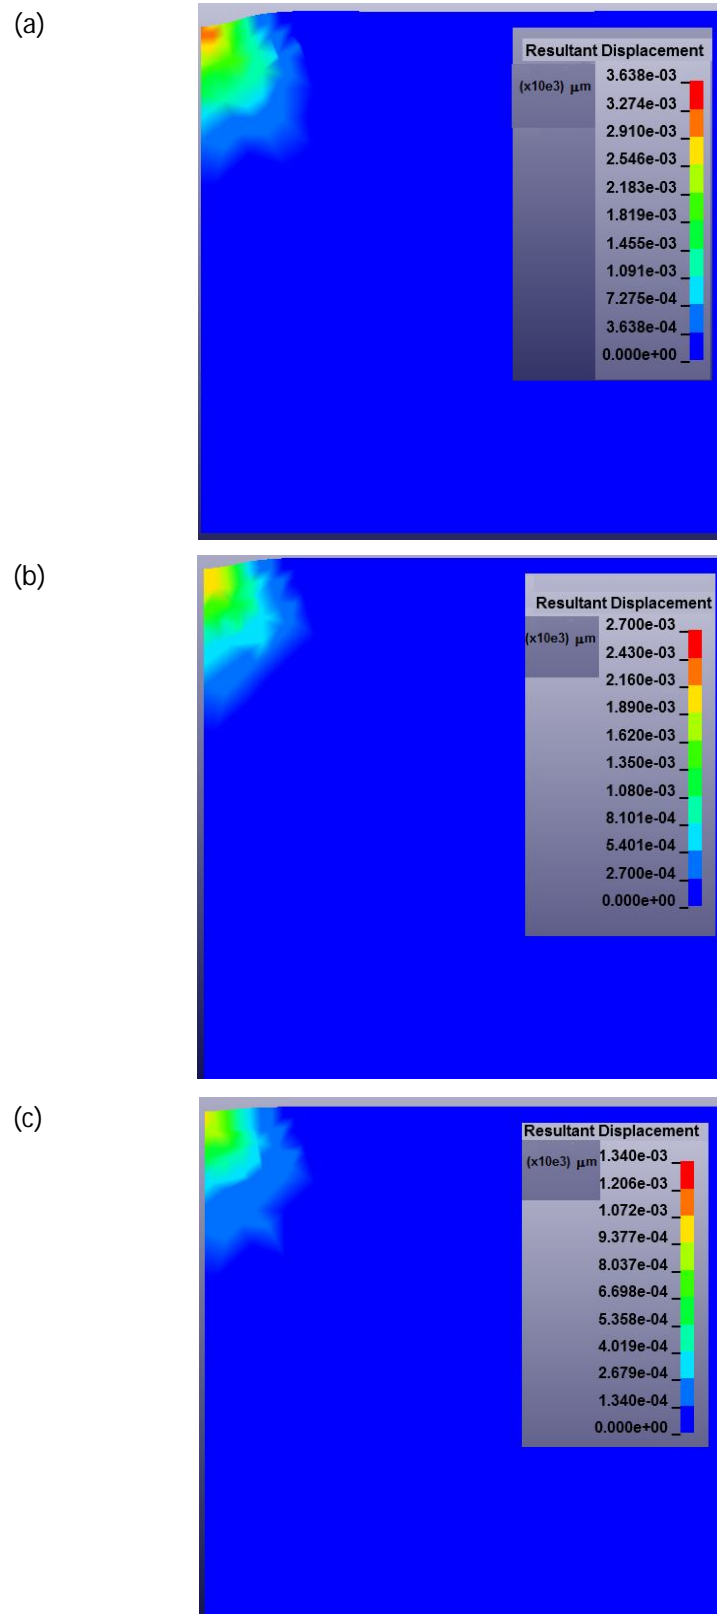 (a)
Resultant Displacement
(x10e3) μm
3.638e-03
3.274e-03
2.910e-03
2.546e-03
2.183e-03
1.819e-03
1.455e-03
1.091e-03
7.275e-04
3.638e-04
0.000e+00
(b)
Resultant Displacement
(x10e3) μm
2.700e-03
2.430e-03
2.160e-03
1.890e-03
1.620e-03
1.350e-03
1.080e-03
8.101e-04
5.401e-04
2.700e-04
0.000e+00
(c)
Resultant Displacement
(x10e3) μm
1.340e-03
1.206e-03
1.072e-03
9.377e-04
8.037e-04
6.698e-04
5.358e-04
4.019e-04
2.679e-04
1.340e-04
0.000e+00